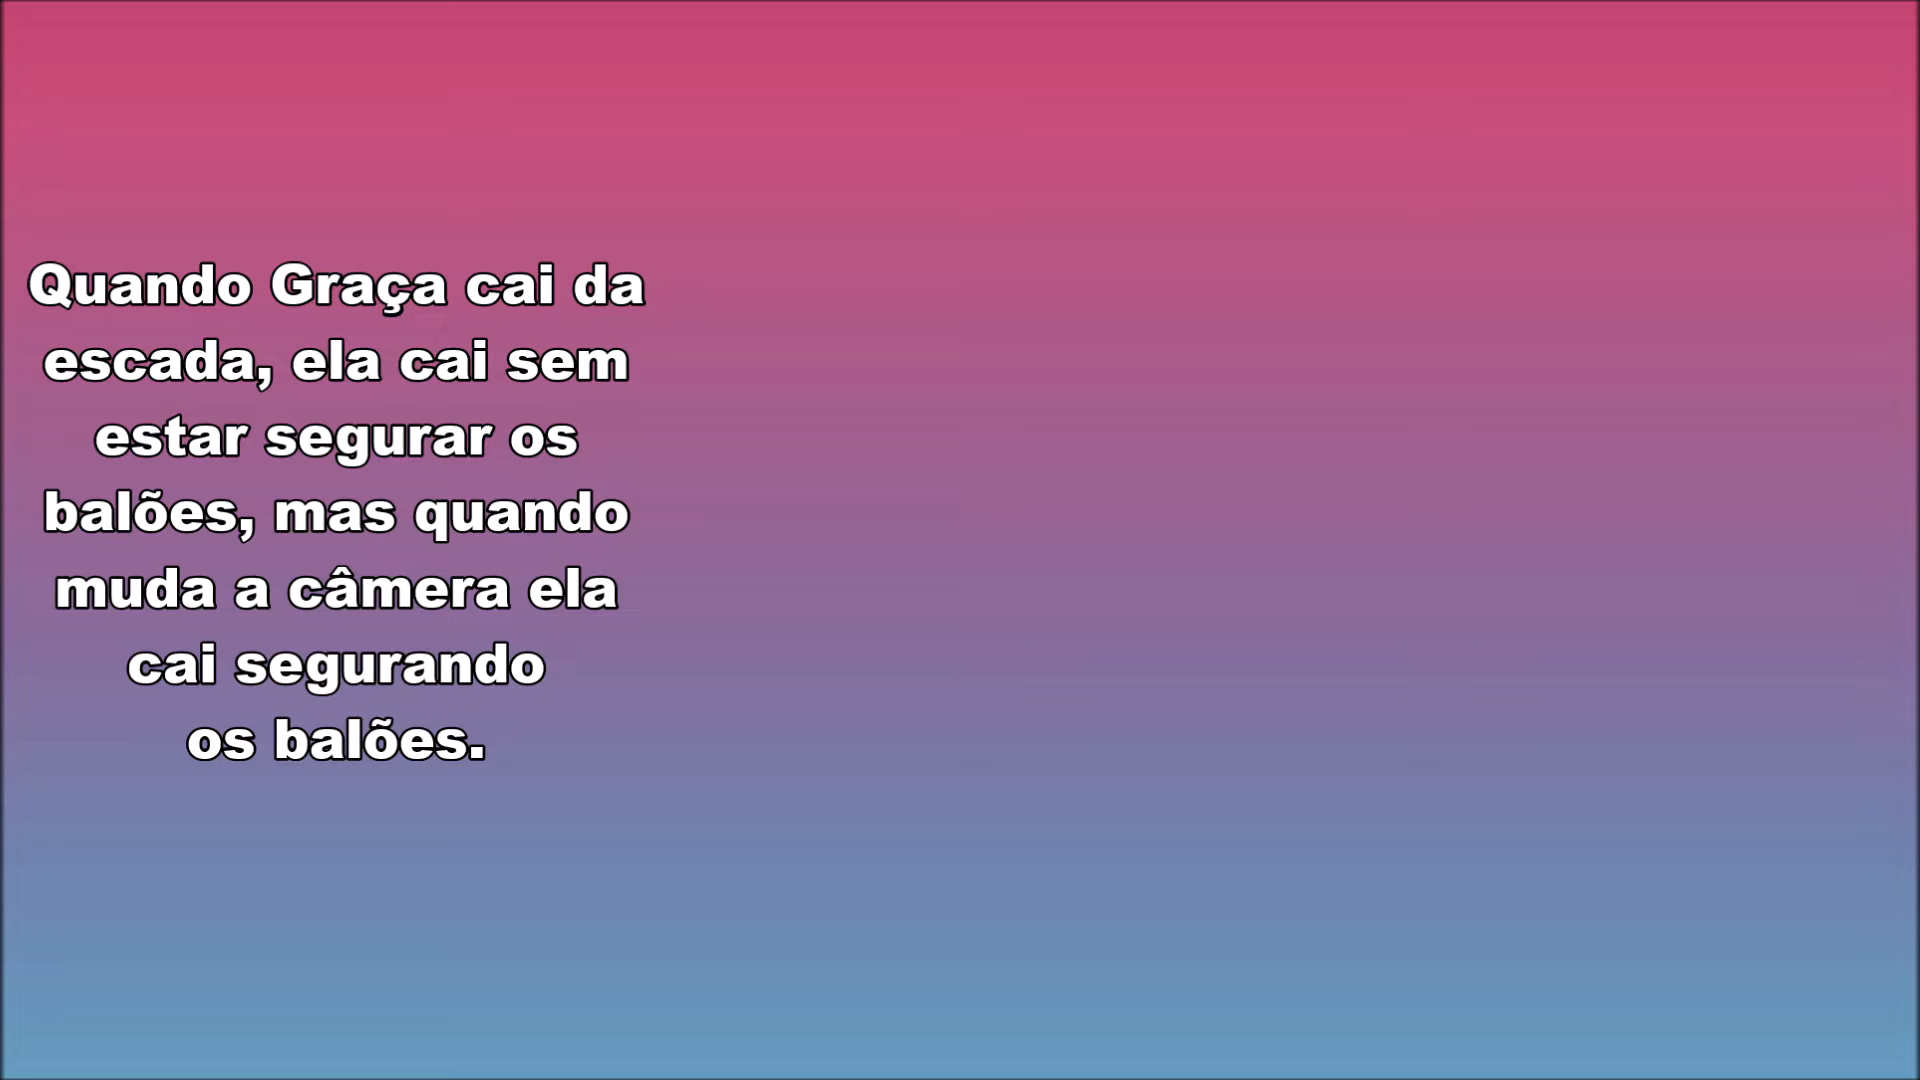 Quando Graça cai da
escada, ela cai sem
estar segurar os
balões, mas quando
muda a câmera ela
cai segurando
os balões.